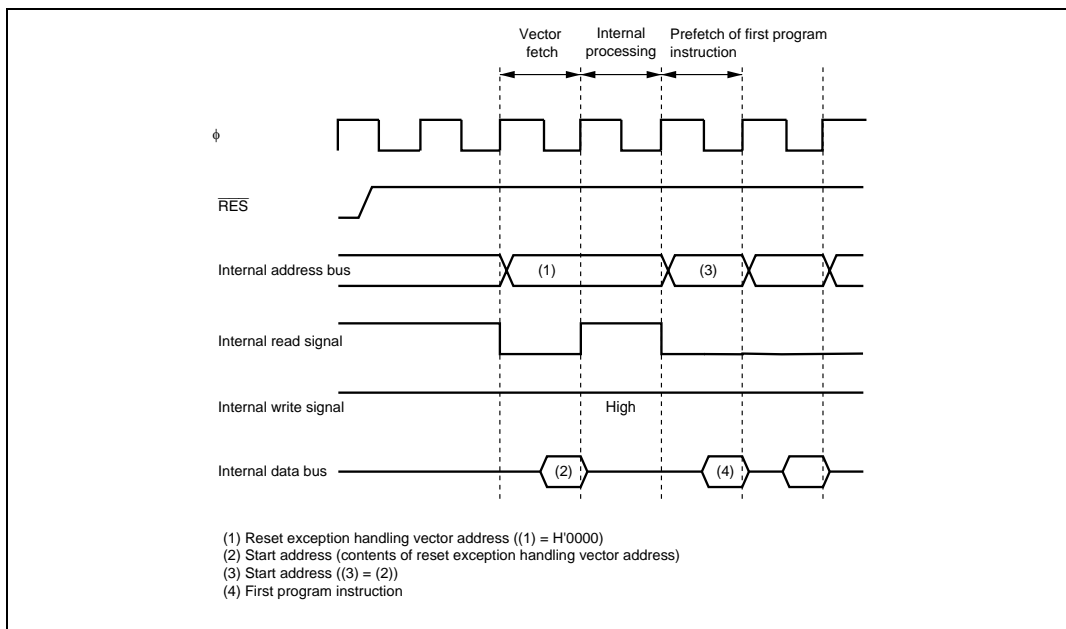 Vector
fetch
Internal
processing
Prefetch of first program
instruction
φ
RES
Internal address bus
(1)
(3)
Internal read signal
Internal write signal
High
Internal data bus
(2)
(4)
(1) Reset exception handling vector address ((1) = H'0000)
(2) Start address (contents of reset exception handling vector address)
(3) Start address ((3) = (2))
(4) First program instruction